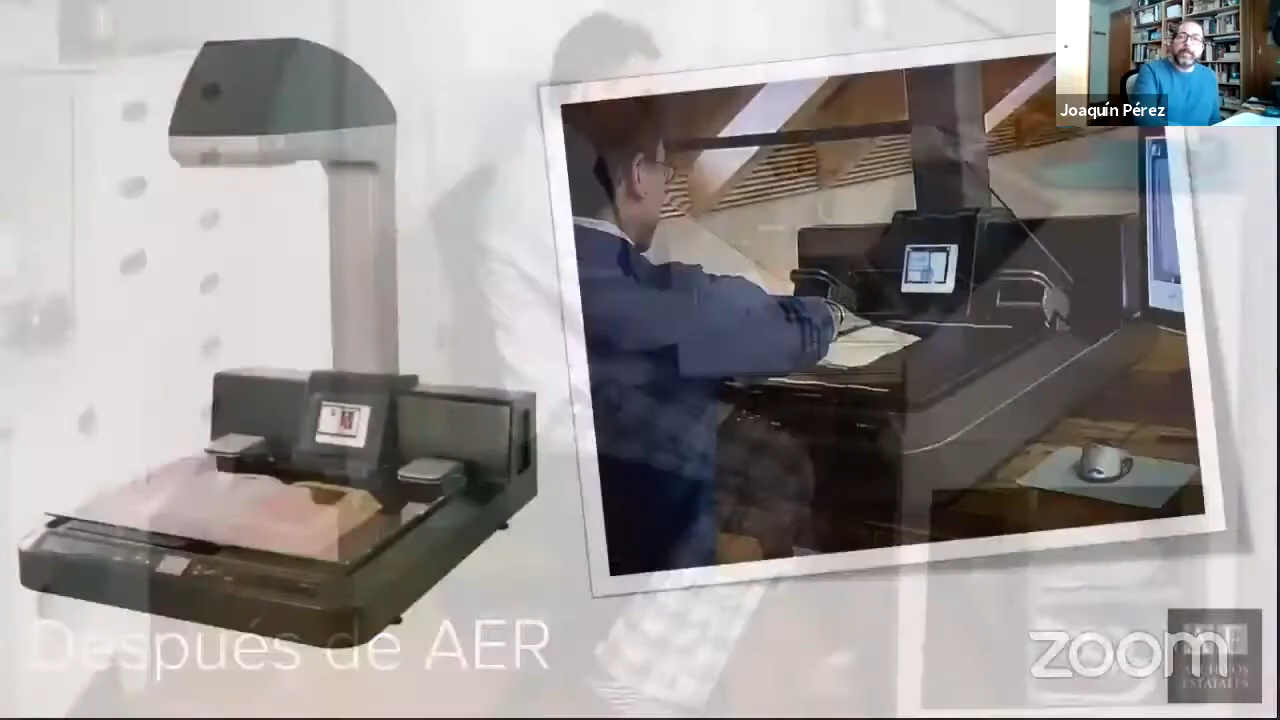 Joaquín Pérez
Después de AER
zoom
ARCHIVOS
ESTATALES